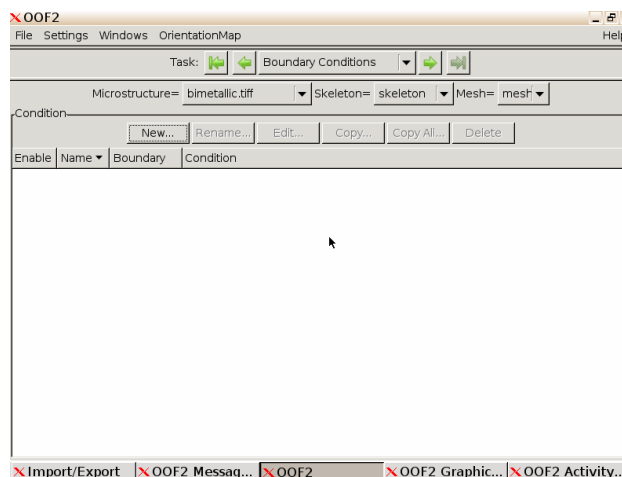 OOF2
File Settings Windows OrientationMap Help
Task: Boundary Conditions
Microstructure= bimetallic.tiff Skeleton= skeleton Mesh= mesh
Condition
New... Rename... Edit... Copy... Copy All... Delete
Enable Name Boundary Condition
Import/Export OOF2 Messag... OOF2 OOF2 Graphic... OOF2 Activity...